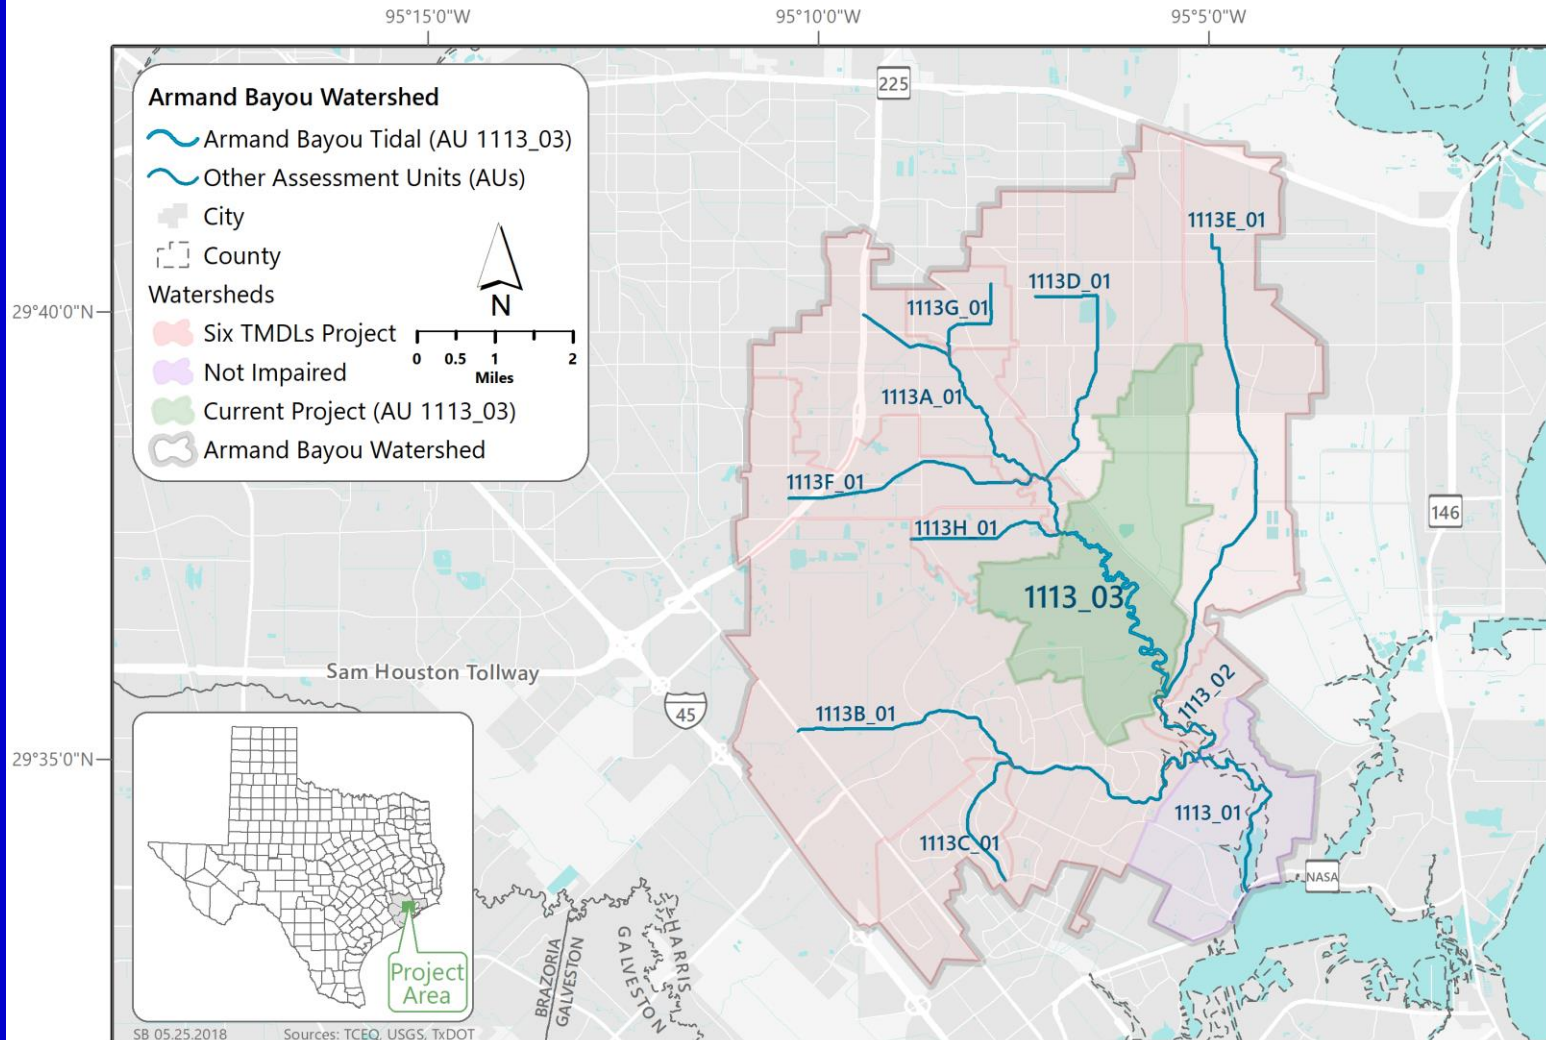 95°15'0"W
95°10'0"W
95°5'0"W
29°40'0"N
29°35'0"N
Armand Bayou Watershed
Armand Bayou Tidal (AU 1113_03)
Other Assessment Units (AUs)
City
County
Watersheds
Six TMDLs Project
Not Impaired
Current Project (AU 1113_03)
Armand Bayou Watershed
N
0 0.5 1 2
Miles
225
1113E_01
1113D_01
1113G_01
1113A_01
1113F_01
1113H_01
146
1113_03
Sam Houston Tollway
45
1113_02
1113B_01
1113_01
1113C_01
NASA
BRAZORIA
GALVESTON
GALVESTON
HARRIS
Project
Area
SB 05.25.2018
Sources: TCEQ, USGS, TxDOT